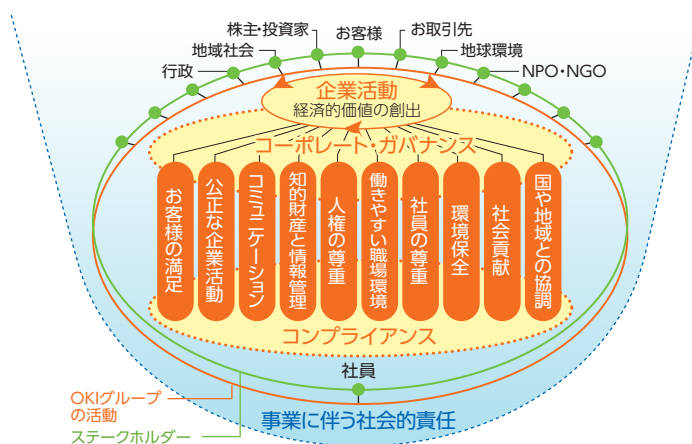 株主・投資家
お客様
お取引先
地域社会
地球環境
行政
NPO・NGO
企業活動
経済的価値の創出
コーポレート・ガバナンス
お客様の満足
公正な企業活動
コミュニケーション
知的財産と情報管理
人権の尊重
働きやすい職場環境
社員の尊重
環境保全
社会貢献
国や地域との協調
コンプライアンス
社員
OKIグループ
の活動
ステークホルダー
事業に伴う社会的責任